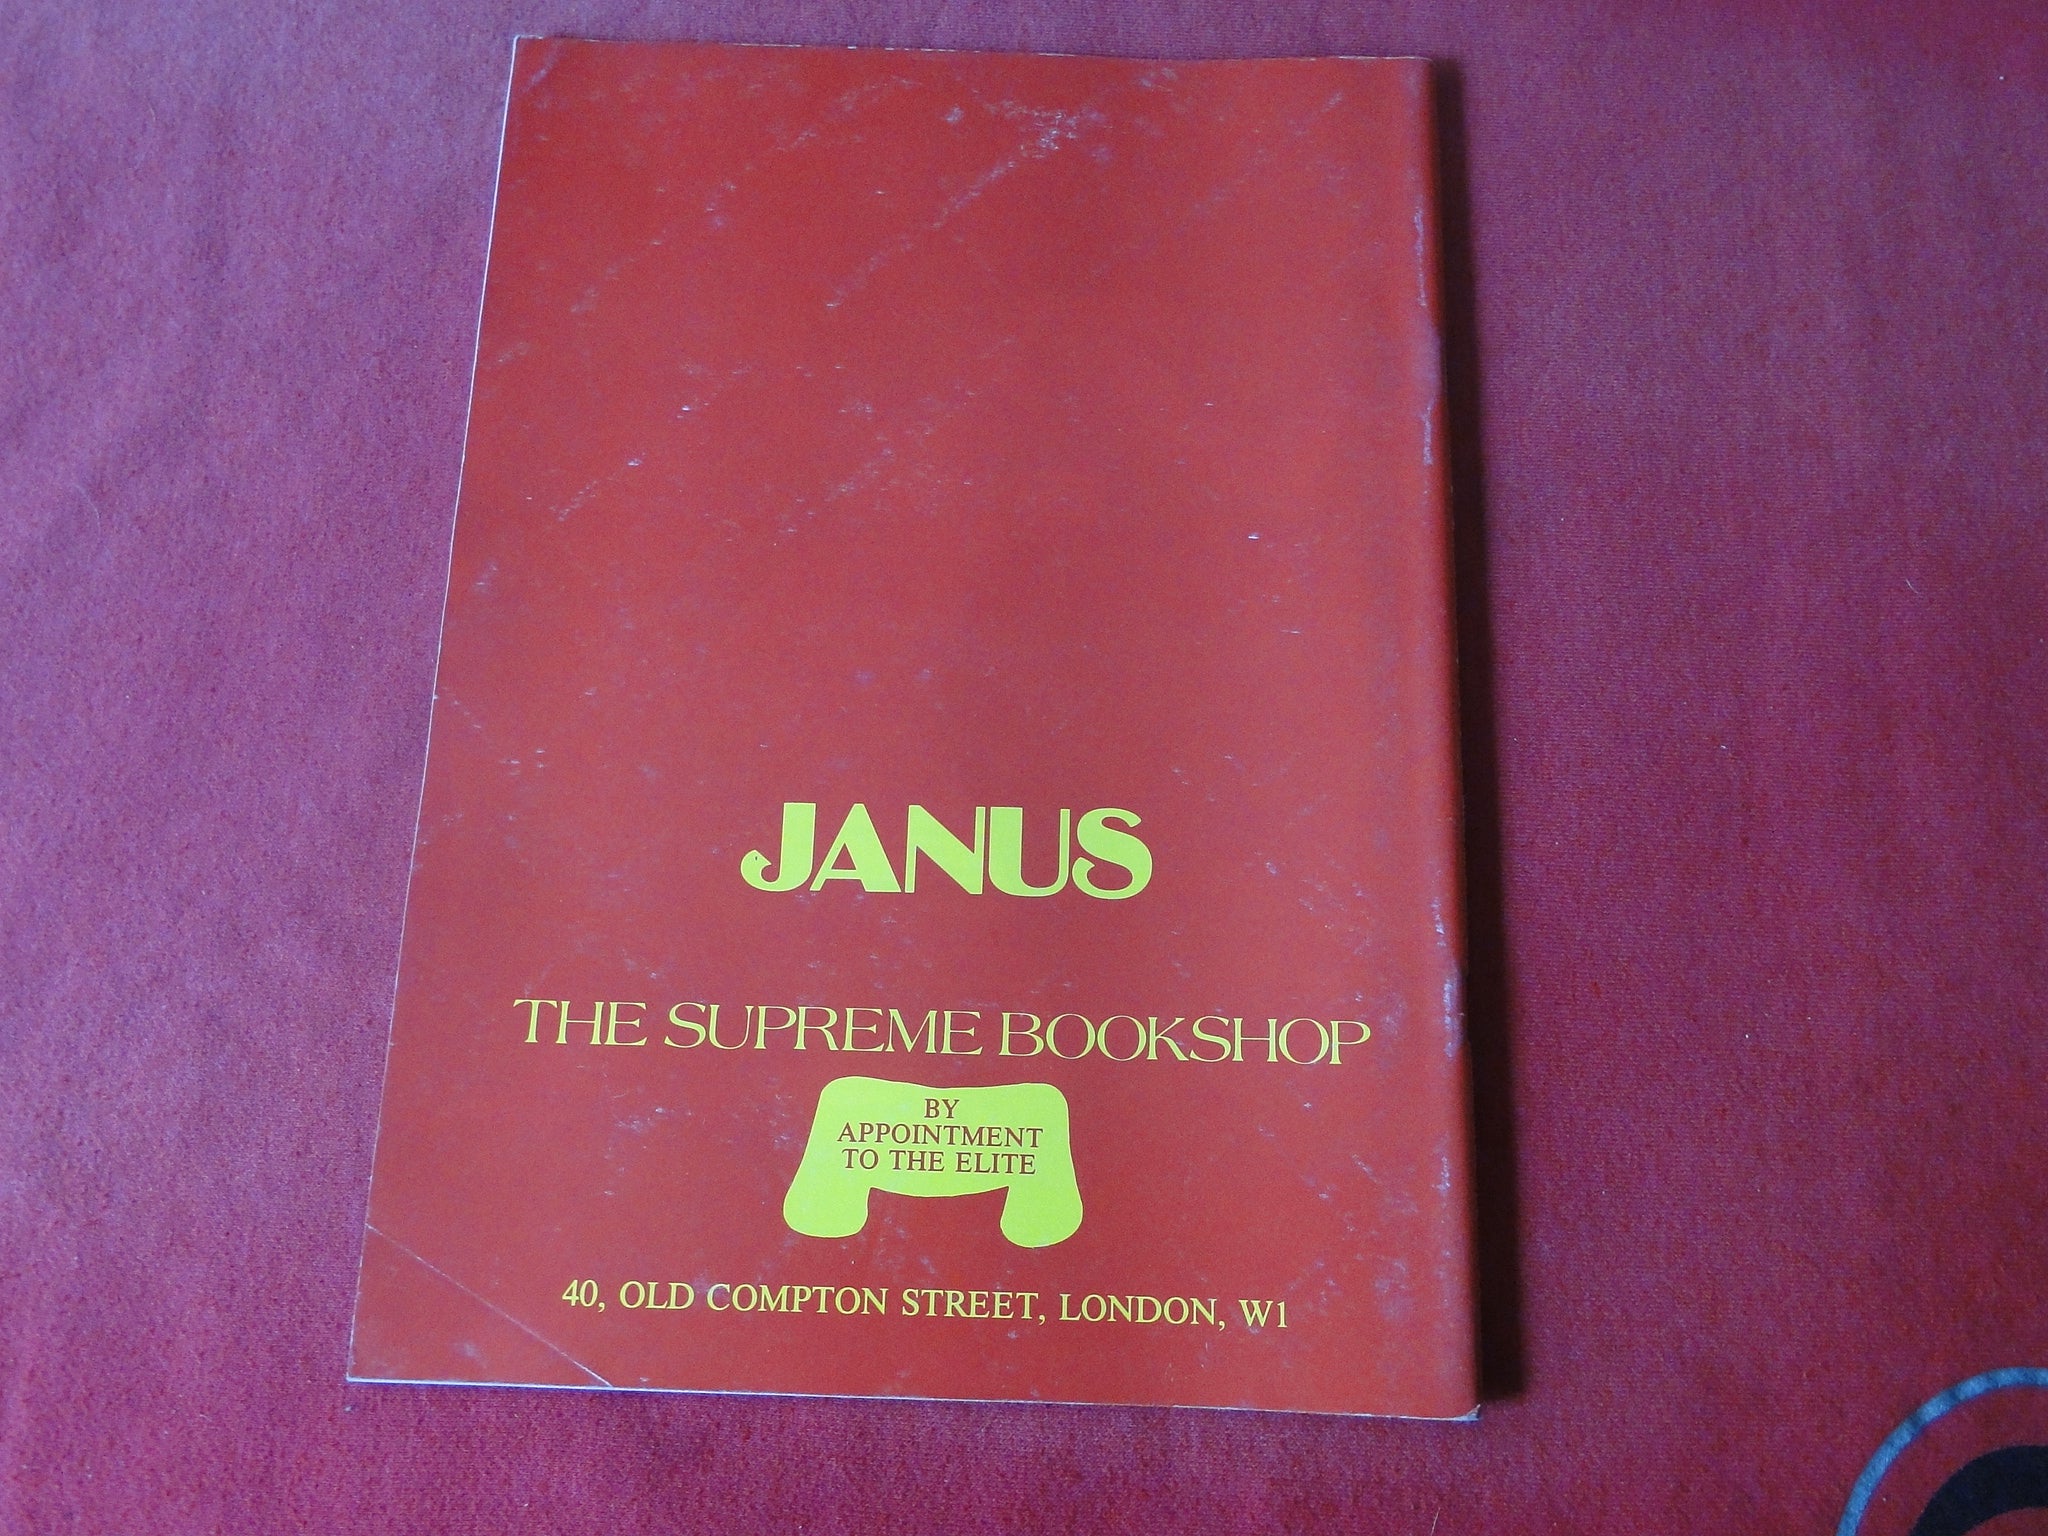 JANUS
THE SUPREME BOOKSHOP
BY
APPOINTMENT
TO THE ELITE
40, OLD COMPTON STREET, LONDON, W1